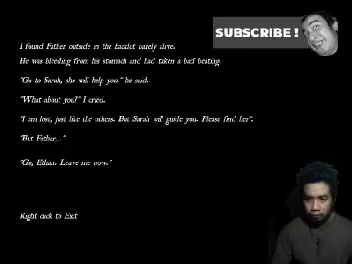 SUBSCRIBE!
I found Father outside in the backlot barely alive.
He was bleeding from his stomach and had taken a bad beating.
"Go to Sarah, she will help you." he said.
"What about you?" I cried.
"I am lost, just like the others. But Sarah will guide you. Please find her".
"But Father..."
"Go, Ethan. Leave me now."
Right click to Exit